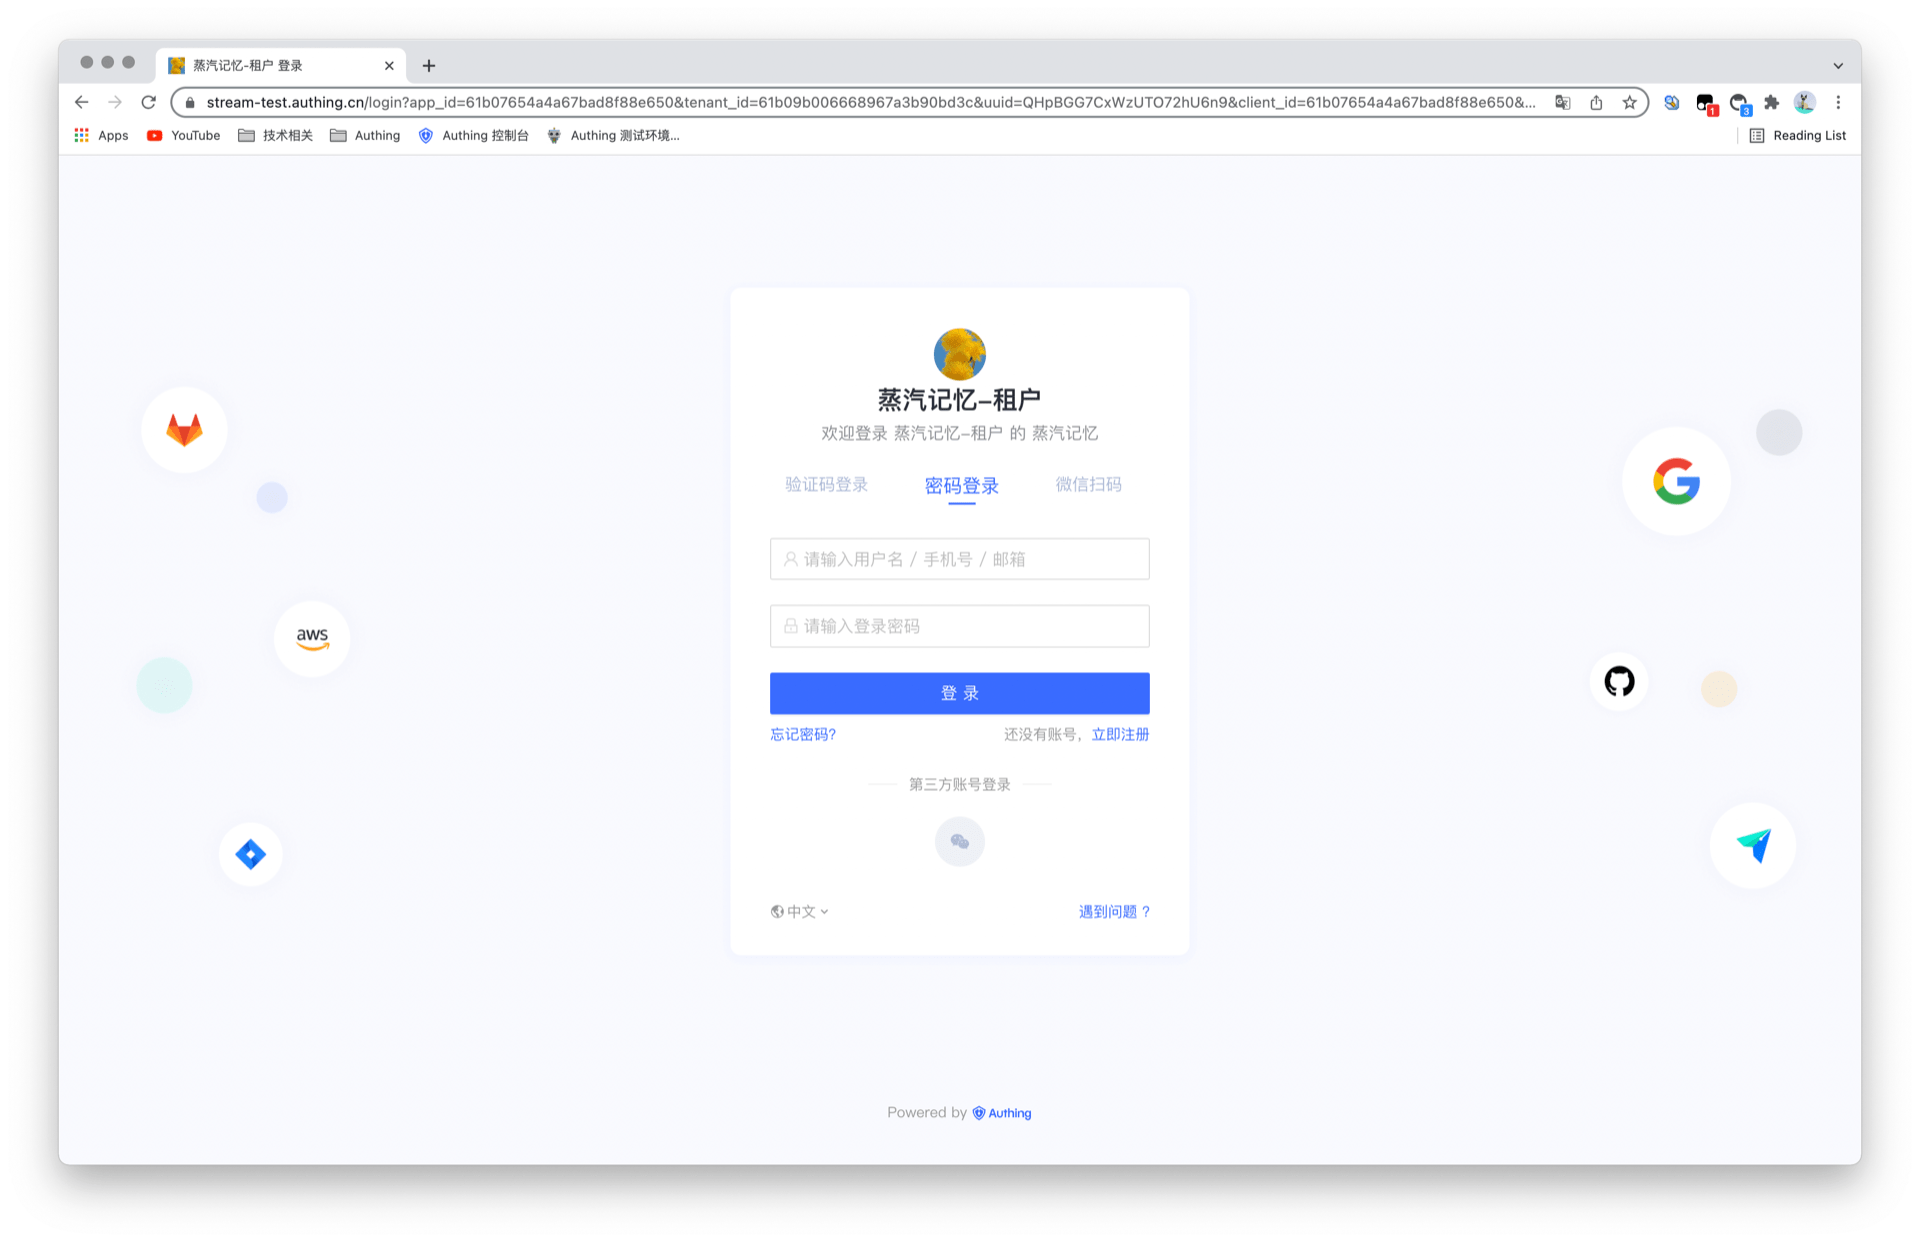 蒸汽记忆-租户 登录
stream-test.authing.cn/login?app_id=61b07654a4a67bad8f88e650&tenant_id=61b09b006668967a3b90bd3c&uuid=QHpBGG7CxWzUTO72hU6n9&client_id=61b07654a4a67bad8f88e650&...
1
3
Apps YouTube 技术相关 Authing Authing 控制台 Authing 测试环境... Reading List
蒸汽记忆-租户
欢迎登录 蒸汽记忆-租户 的 蒸汽记忆
验证码登录 密码登录 微信扫码
请输入用户名 / 手机号 / 邮箱
aws
请输入登录密码
登 录
忘记密码? 还没有账号，立即注册
第三方账号登录
中文 遇到问题 ?
Powered by Authing